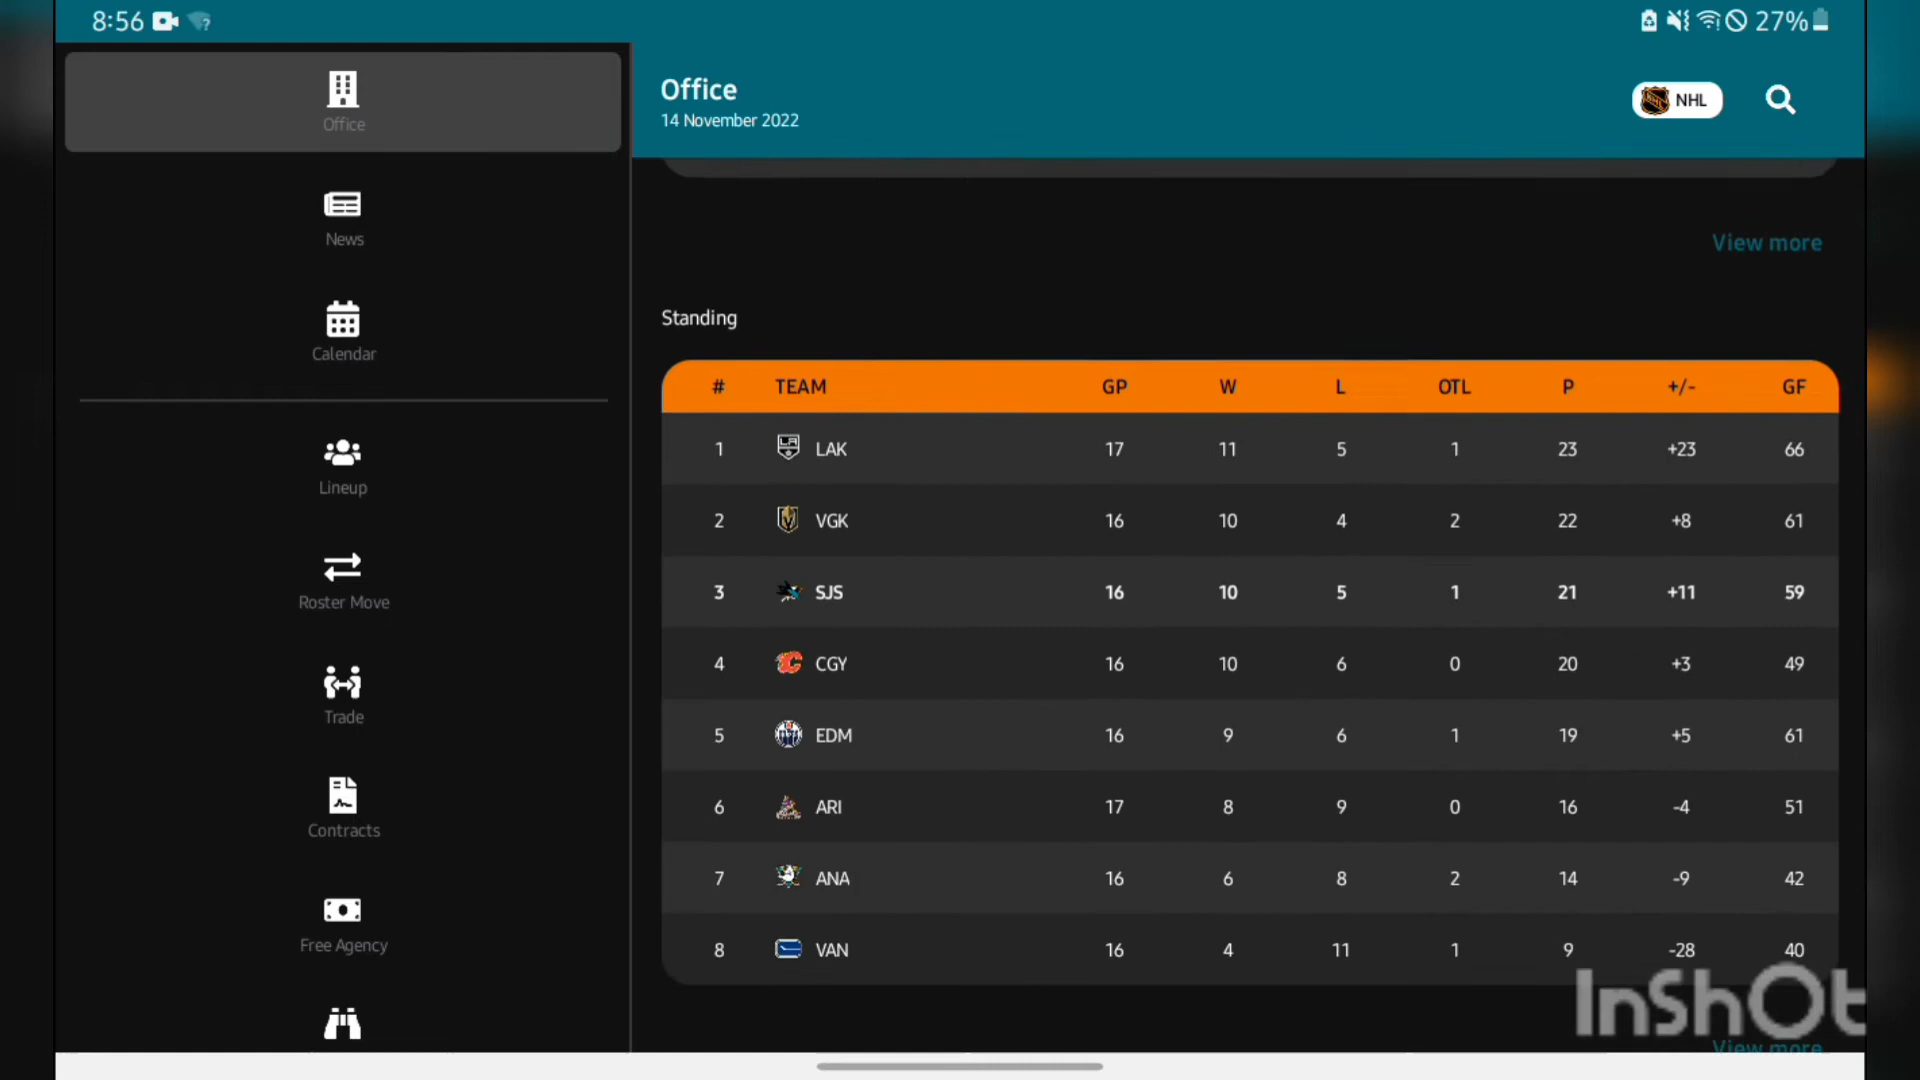 8:56 27%
Office
News
Calendar
Lineup
Roster Move
Trade
Contracts
Free Agency
Office
14 November 2022
NHL
View more
Standing
# TEAM GP W L OTL P +/- GF
1 LAK 17 11 5 1 23 +23 66
2 VGK 16 10 4 2 22 +8 61
3 SJS 16 10 5 1 21 +11 59
4 CGY 16 10 6 0 20 +3 49
5 EDM 16 9 6 1 19 +5 61
6 ARI 17 8 9 0 16 -4 51
7 ANA 16 6 8 2 14 -9 42
8 VAN 16 4 11 1 9 -28 40
InShOt
View more